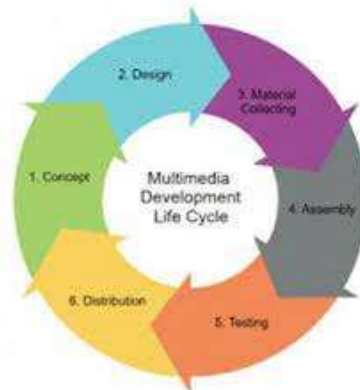 Multimedia
Development
Life Cycle
1. Concept
2. Design
3. Material
Collecting
4. Assembly
5. Testing
6. Distribution